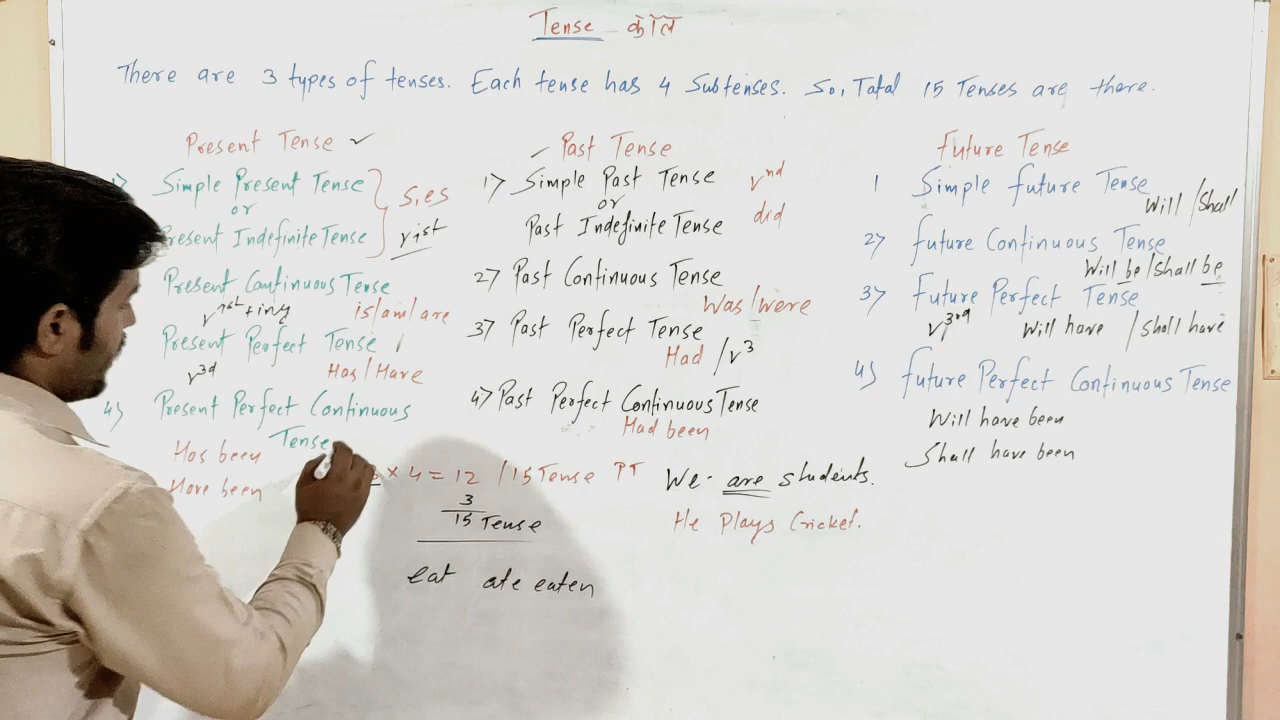 Tense काल
There are 3 types of tenses. Each tense has 4 Subtenses. So, Total 15 Tenses are there.
Present Tense ✓
1) Simple Present Tense
or
Present Indefinite Tense
S, es
v1st
Present Continuous Tense
v1st + ing is/am/are
Present Perfect Tense
v3d Has/Have
4) Present Perfect Continuous
Tense
Has been
Have been
Past Tense
1) Simple Past Tense
or
Past Indefinite Tense
vnd
did
2) Past Continuous Tense
Was/were
3) Past Perfect Tense
Had /v3
4) Past Perfect Continuous Tense
Had been
Future Tense
1 Simple future Tense
Will/Shall
2) future Continuous Tense
Will be/shall be
3) Future Perfect Tense
v3rd Will have / Shall have
4) future Perfect Continuous Tense
Will have been
Shall have been
× 4 = 12 / 15 Tense PT
3
15 Tense
eat ate eaten
We are students.
He Plays Cricket.